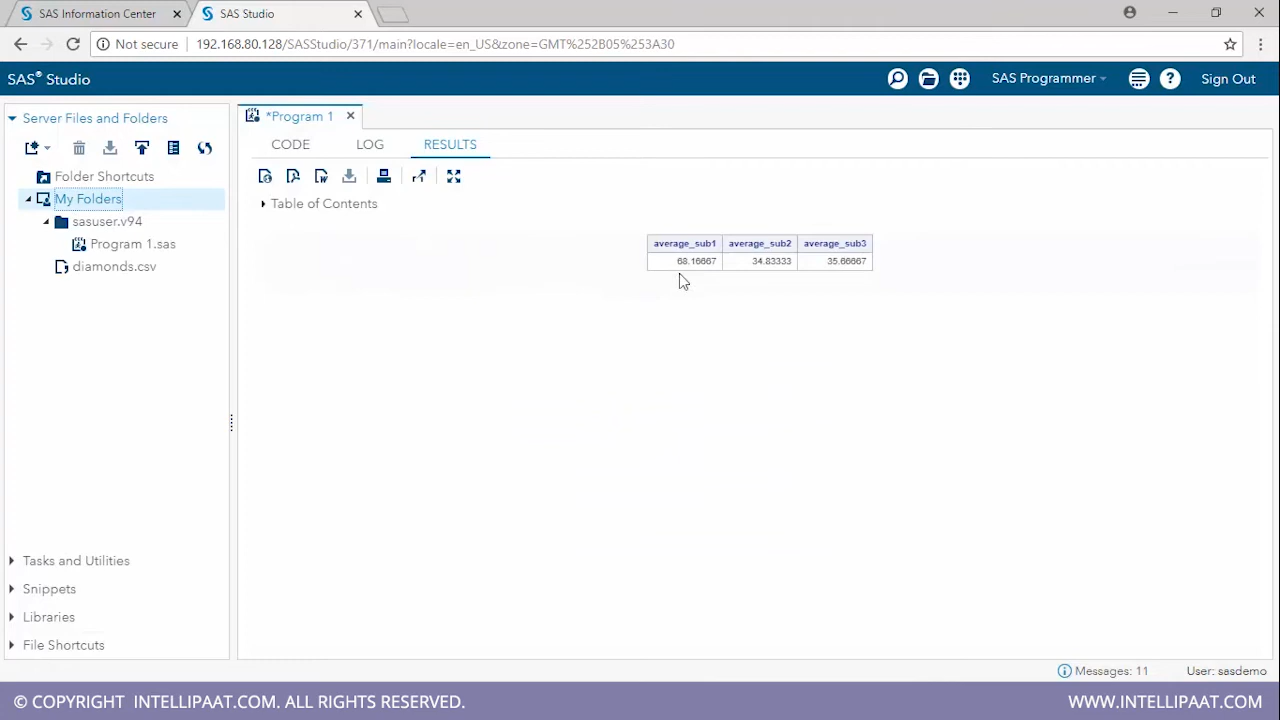 SAS Information Center
SAS Studio
Not secure
192.168.80.128/SASStudio/371/main?locale=en_US&zone=GMT%252B05%253A30
SAS® Studio
SAS Programmer
Sign Out
Server Files and Folders
Folder Shortcuts
My Folders
sasuser.v94
Program 1.sas
diamonds.csv
Tasks and Utilities
Snippets
Libraries
File Shortcuts
*Program 1
CODE LOG RESULTS
Table of Contents
average_sub1 average_sub2 average_sub3
68.16667 34.83333 35.66667
Messages: 11
User: sasdemo
© COPYRIGHT INTELLIPAAT.COM. ALL RIGHTS RESERVED.
WWW.INTELLIPAAT.COM